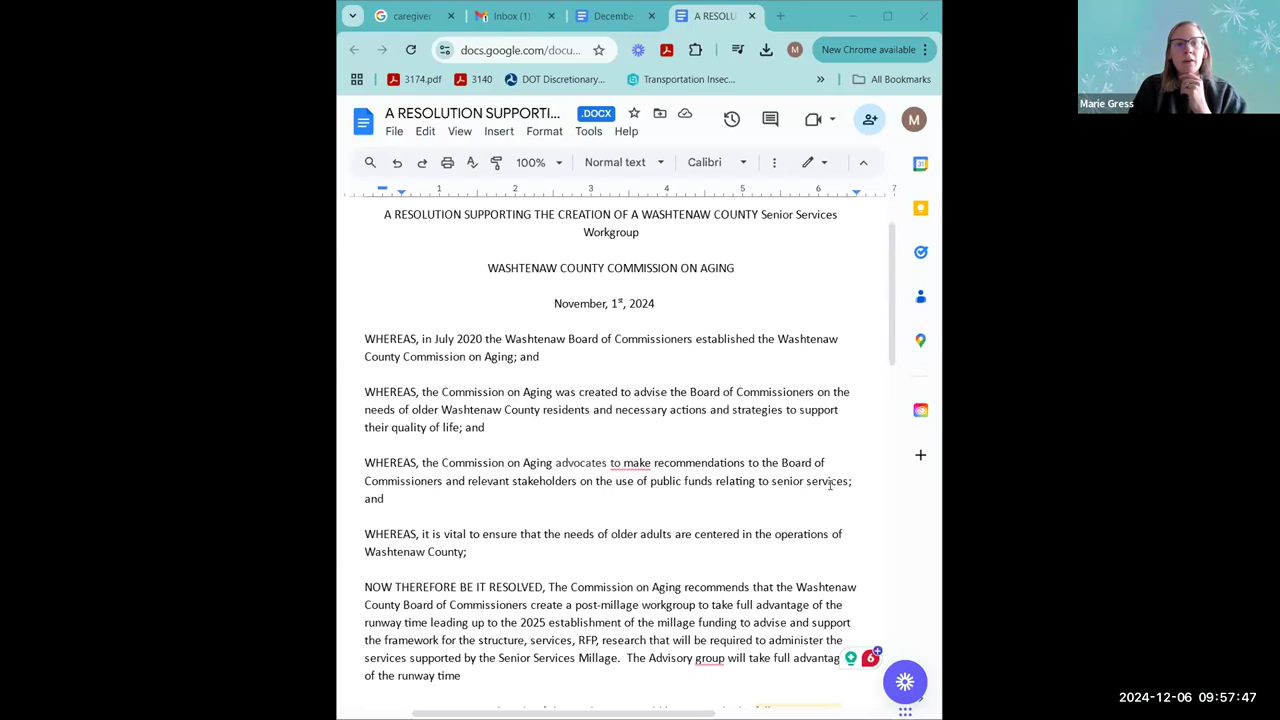 caregiver
Inbox (1)
Decembe
A RESOLU
docs.google.com/docu...
M
New Chrome available
3174.pdf
3140
DOT Discretionary...
Transportation Insec...
All Bookmarks
A RESOLUTION SUPPORTI...
.DOCX
File Edit View Insert Format Tools Help
M
100% Normal text Calibri
1 2 3 4 5 6 7
A RESOLUTION SUPPORTING THE CREATION OF A WASHTENAW COUNTY Senior Services
Workgroup
WASHTENAW COUNTY COMMISSION ON AGING
November, 1st, 2024
WHEREAS, in July 2020 the Washtenaw Board of Commissioners established the Washtenaw
County Commission on Aging; and
WHEREAS, the Commission on Aging was created to advise the Board of Commissioners on the
needs of older Washtenaw County residents and necessary actions and strategies to support
their quality of life; and
WHEREAS, the Commission on Aging advocates to make recommendations to the Board of
Commissioners and relevant stakeholders on the use of public funds relating to senior services;
and
WHEREAS, it is vital to ensure that the needs of older adults are centered in the operations of
Washtenaw County;
NOW THEREFORE BE IT RESOLVED, The Commission on Aging recommends that the Washtenaw
County Board of Commissioners create a post-millage workgroup to take full advantage of the
runway time leading up to the 2025 establishment of the millage funding to advise and support
the framework for the structure, services, RFP, research that will be required to administer the
services supported by the Senior Services Millage. The Advisory group will take full advantag
of the runway time
6
31
Marie Gress
2024-12-06 09:57:47